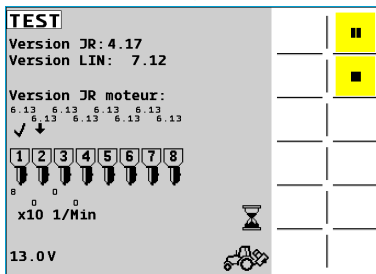 TEST
Version JR: 4.17
Version LIN: 7.12
Version JR moteur:
6.13 6.13 6.13 6.13
6.13 6.13 6.13 6.13
1 2 3 4 5 6 7 8
8 0
0 0
x10 1/Min
13.0V